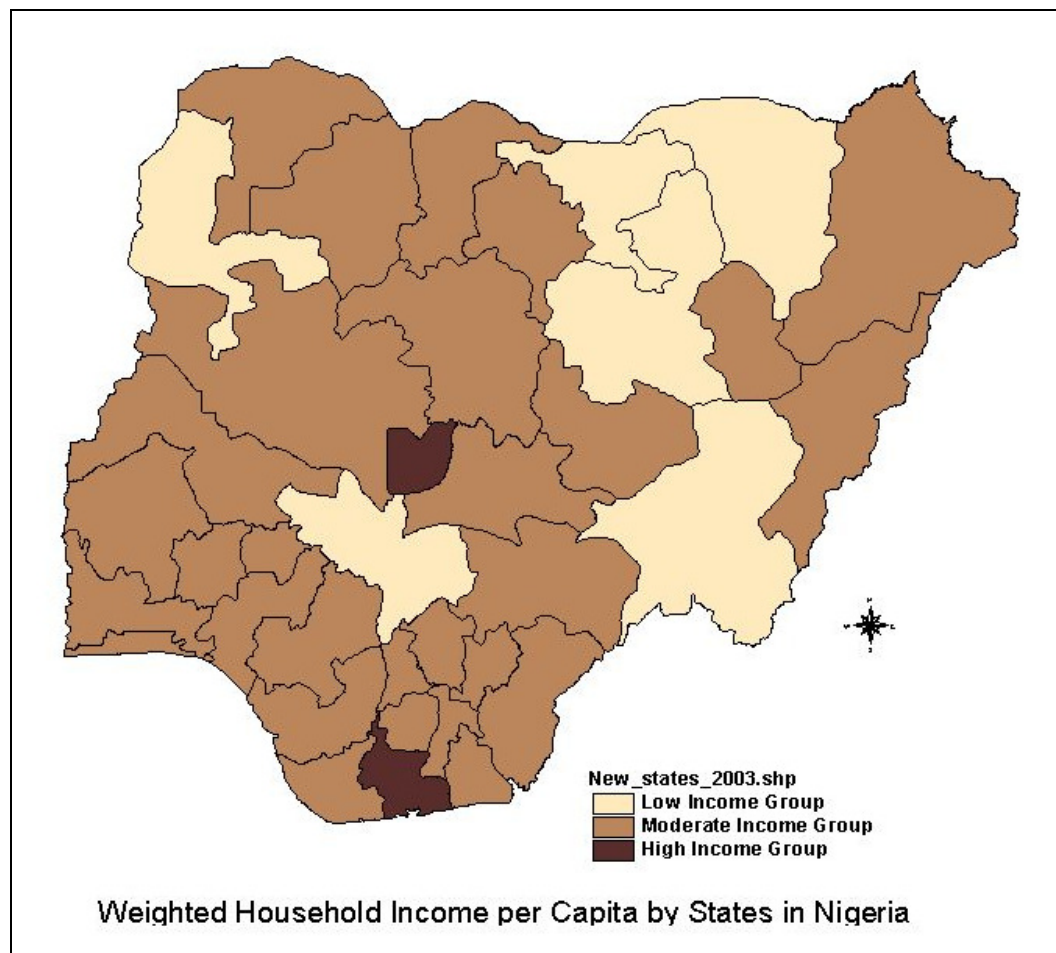 New_states_2003.shp
Low Income Group
Moderate Income Group
High Income Group
Weighted Household Income per Capita by States in Nigeria